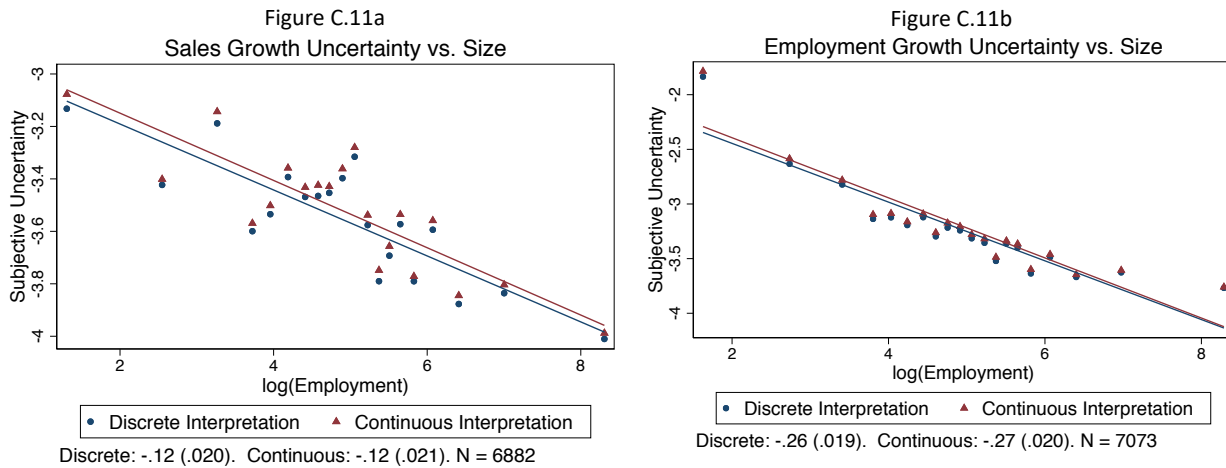 Figure C.11a
Sales Growth Uncertainty vs. Size
Subjective Uncertainty
-3
-3.2
-3.4
-3.6
-3.8
-4
2 4 6 8
log(Employment)
Discrete Interpretation Continuous Interpretation
Discrete: -.12 (.020). Continuous: -.12 (.021). N = 6882
Figure C.11b
Employment Growth Uncertainty vs. Size
Subjective Uncertainty
-2
-2.5
-3
-3.5
-4
2 4 6 8
log(Employment)
Discrete Interpretation Continuous Interpretation
Discrete: -.26 (.019). Continuous: -.27 (.020). N = 7073